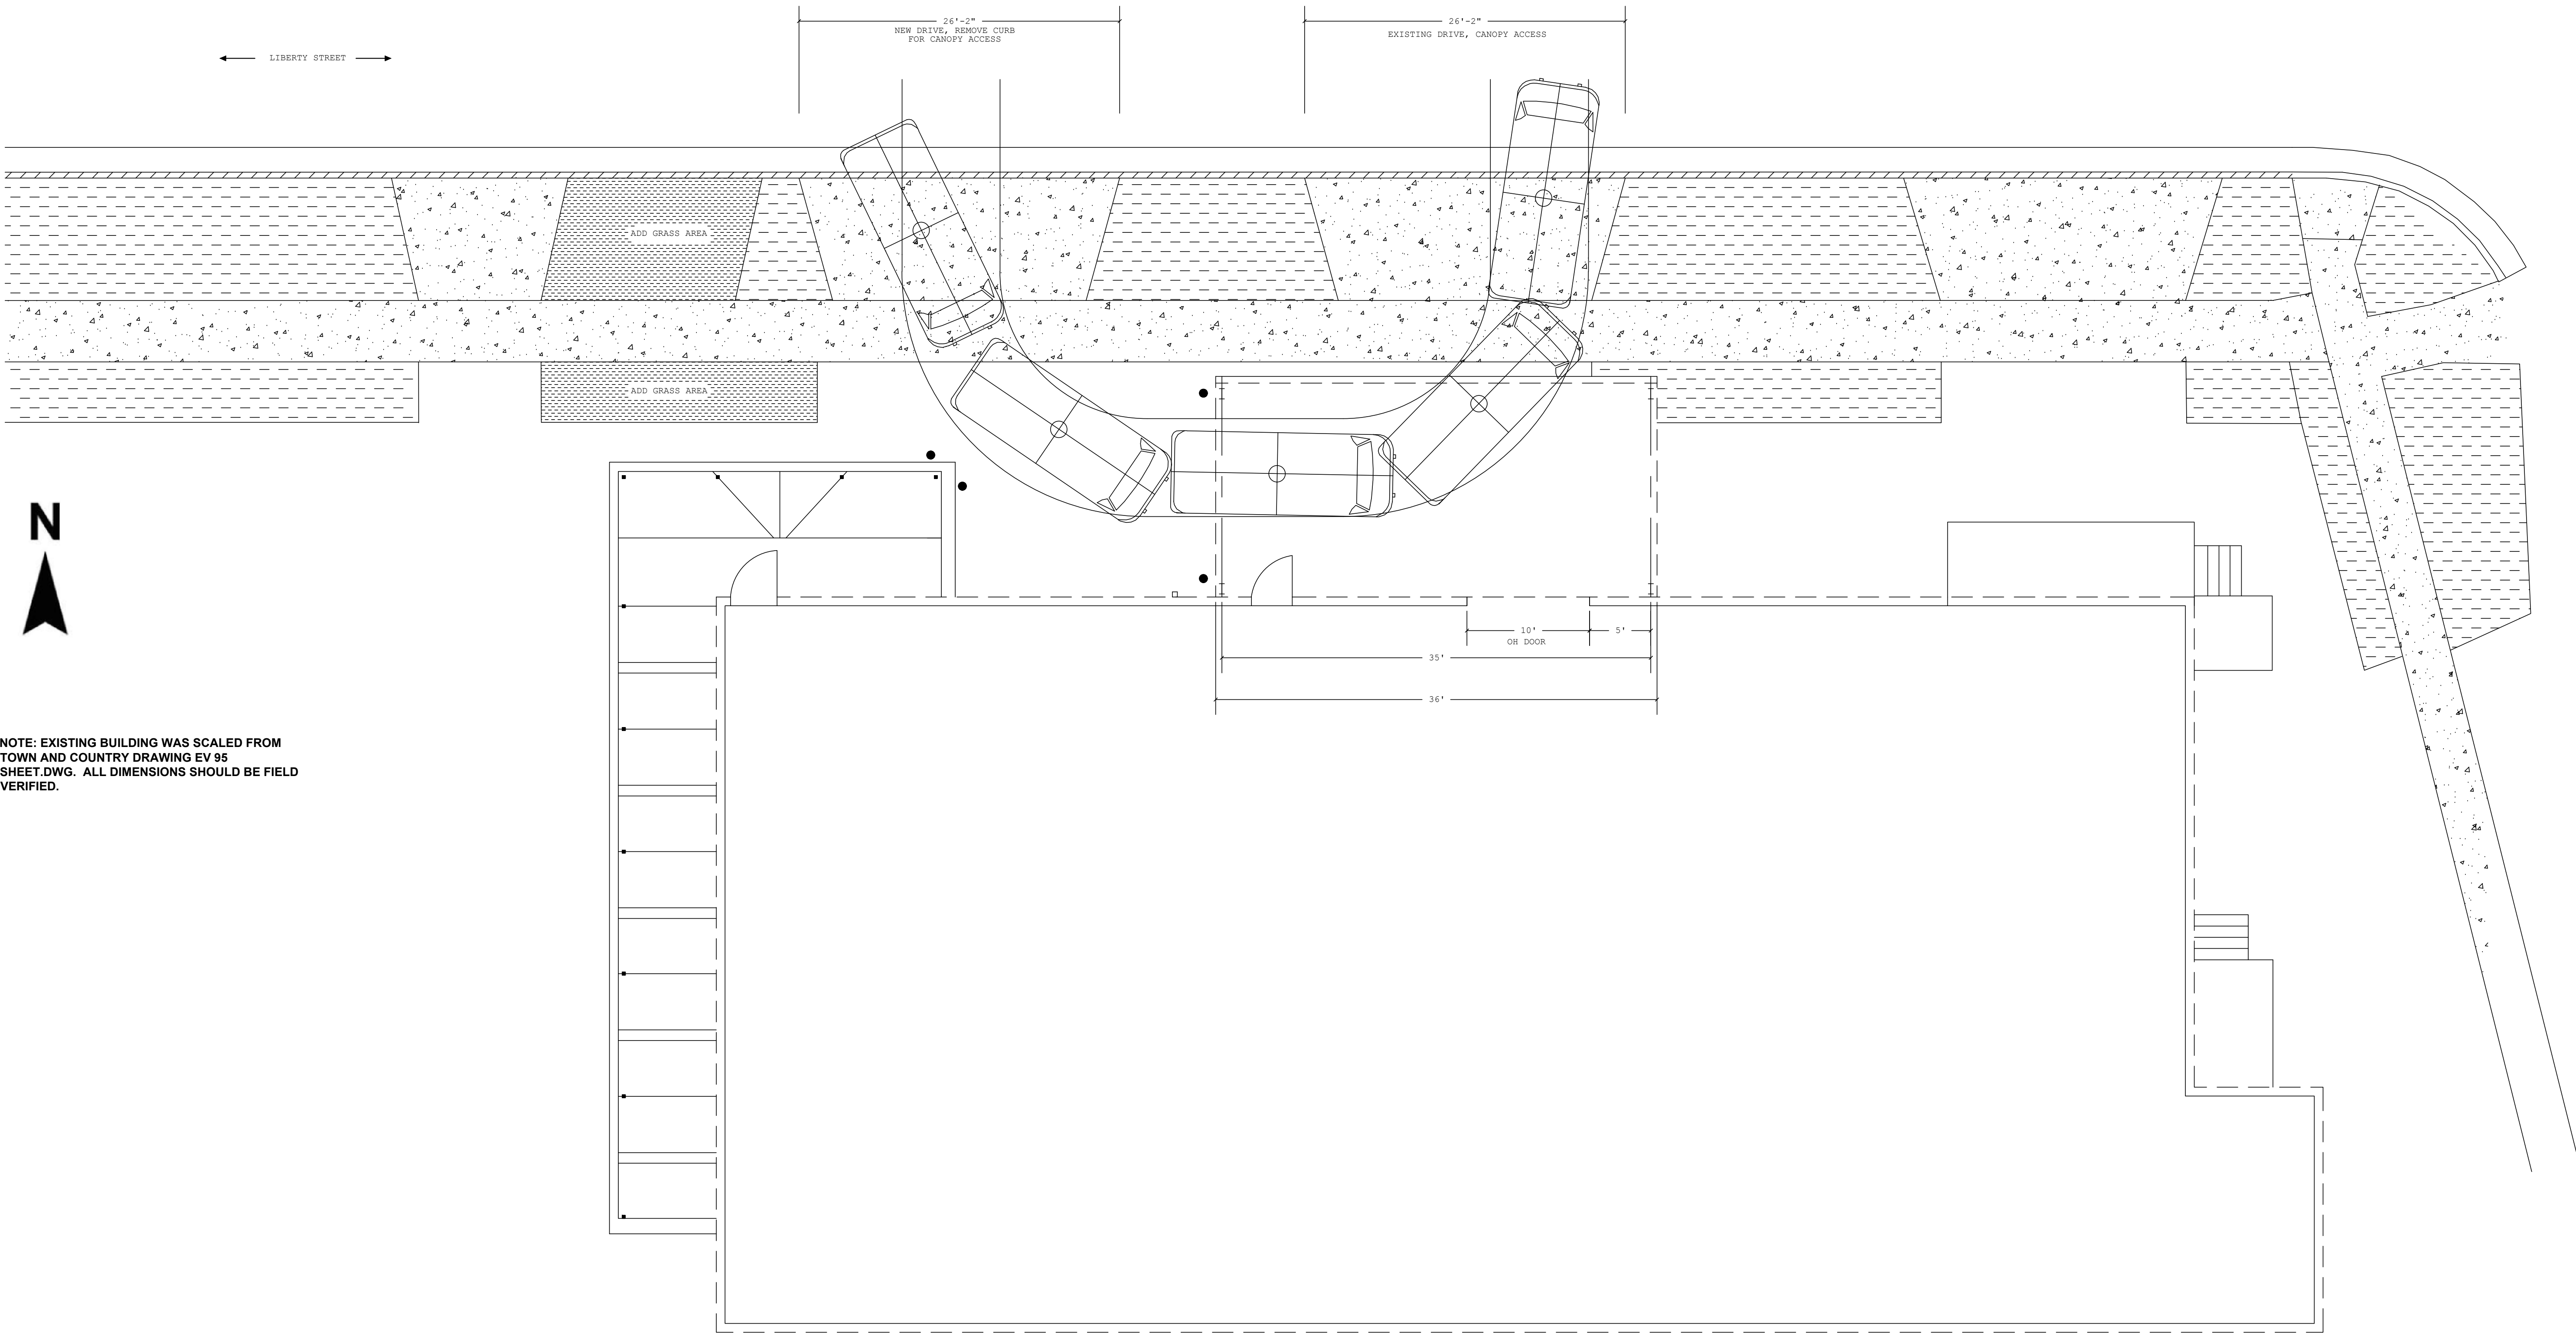 26'-2"
NEW DRIVE, REMOVE CURB
FOR CANOPY ACCESS
26'-2"
EXISTING DRIVE, CANOPY ACCESS
LIBERTY STREET
ADD GRASS AREA
ADD GRASS AREA
N
10'
OH DOOR
5'
35'
36'
NOTE: EXISTING BUILDING WAS SCALED FROM
TOWN AND COUNTRY DRAWING EV 95
SHEET.DWG.  ALL DIMENSIONS SHOULD BE FIELD
VERIFIED.